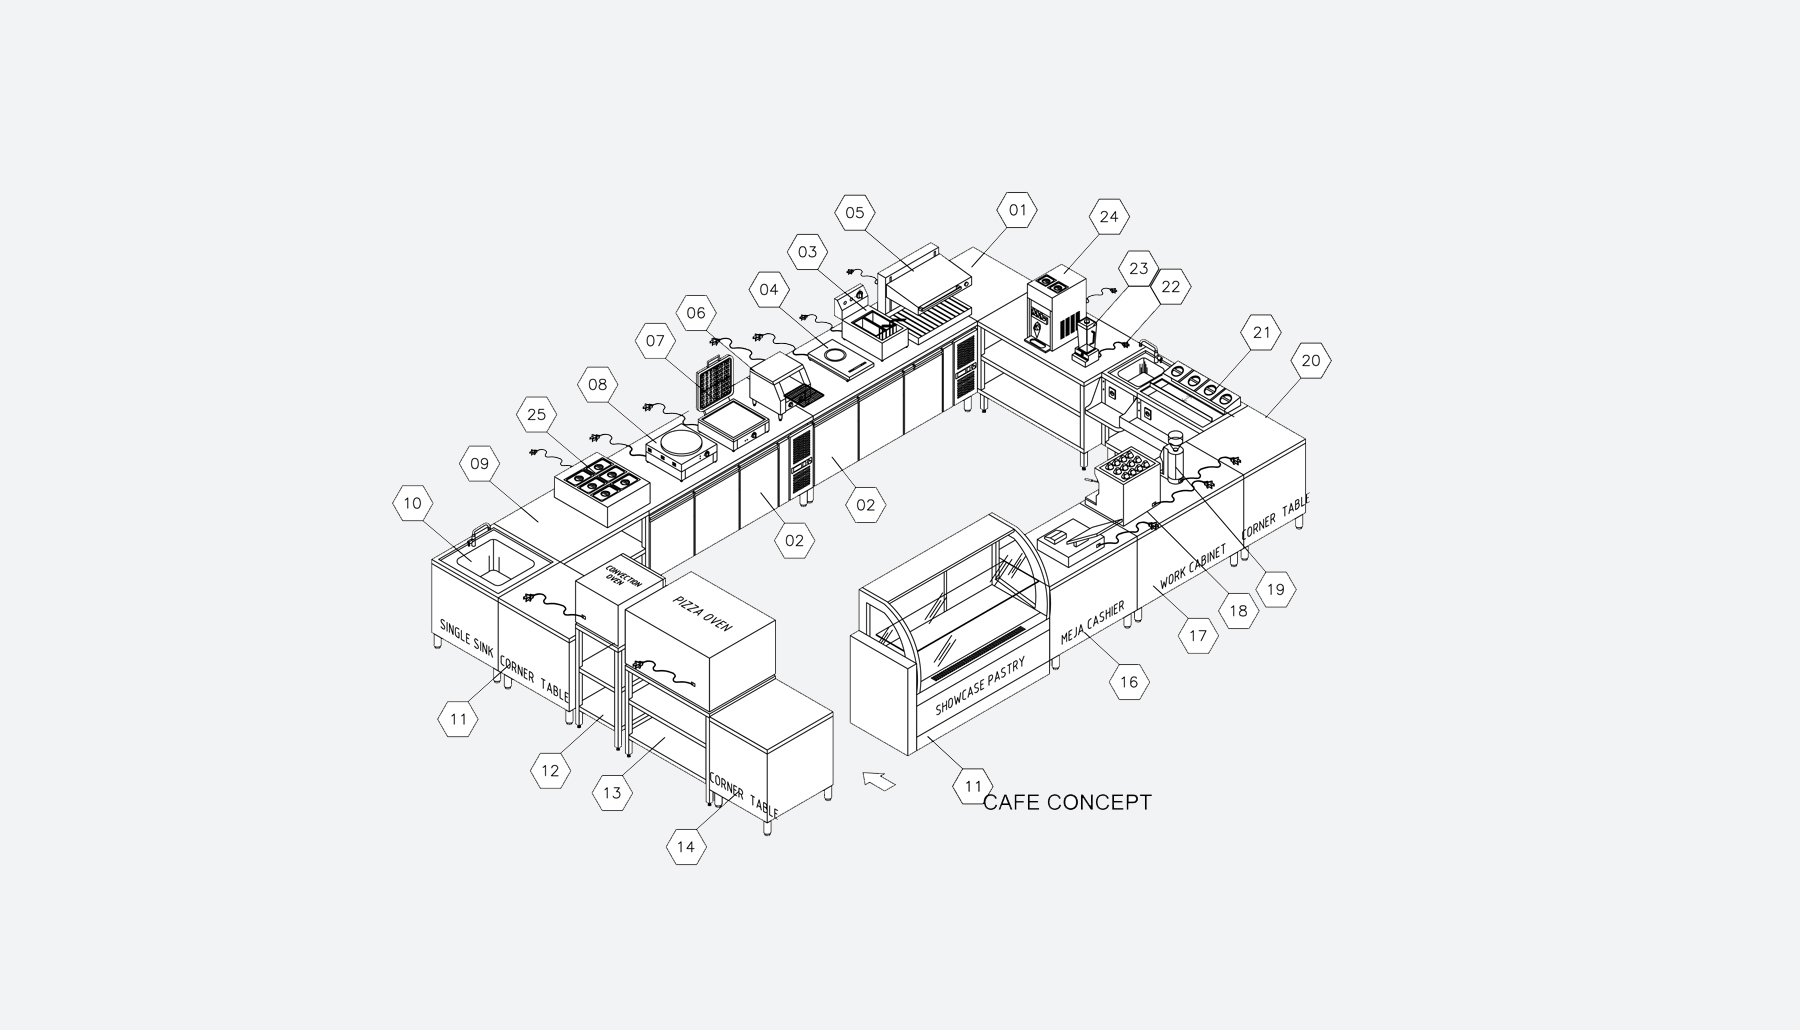 05
01
24
03
23
22
04
06
21
07
20
08
25
09
10
02
02
CONVECTION
OVEN
PIZZA OVEN
SINGLE SINK
CORNER TABLE
CORNER TABLE
WORK CABINET
19
18
MEJA CASHIER
17
16
SHOWCASE PASTRY
11
12
13
CORNER TABLE
11
CAFE CONCEPT
14